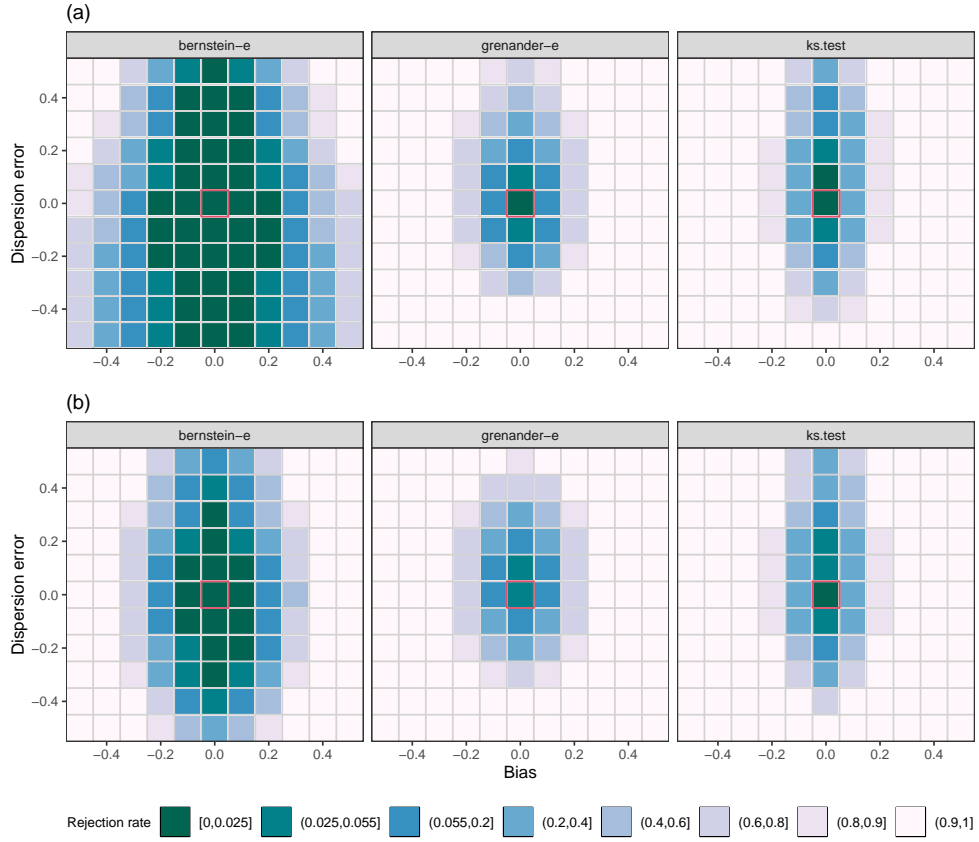 (a)
bernstein−e grenander−e ks.test
0.4
0.2
0.0
−0.2
−0.4
Dispersion error
−0.4 −0.2 0.0 0.2 0.4 −0.4 −0.2 0.0 0.2 0.4 −0.4 −0.2 0.0 0.2 0.4
(b)
bernstein−e grenander−e ks.test
0.4
0.2
0.0
−0.2
−0.4
Dispersion error
−0.4 −0.2 0.0 0.2 0.4 −0.4 −0.2 0.0 0.2 0.4 −0.4 −0.2 0.0 0.2 0.4
Bias
Rejection rate [0,0.025] (0.025,0.055] (0.055,0.2] (0.2,0.4] (0.4,0.6] (0.6,0.8] (0.8,0.9] (0.9,1]